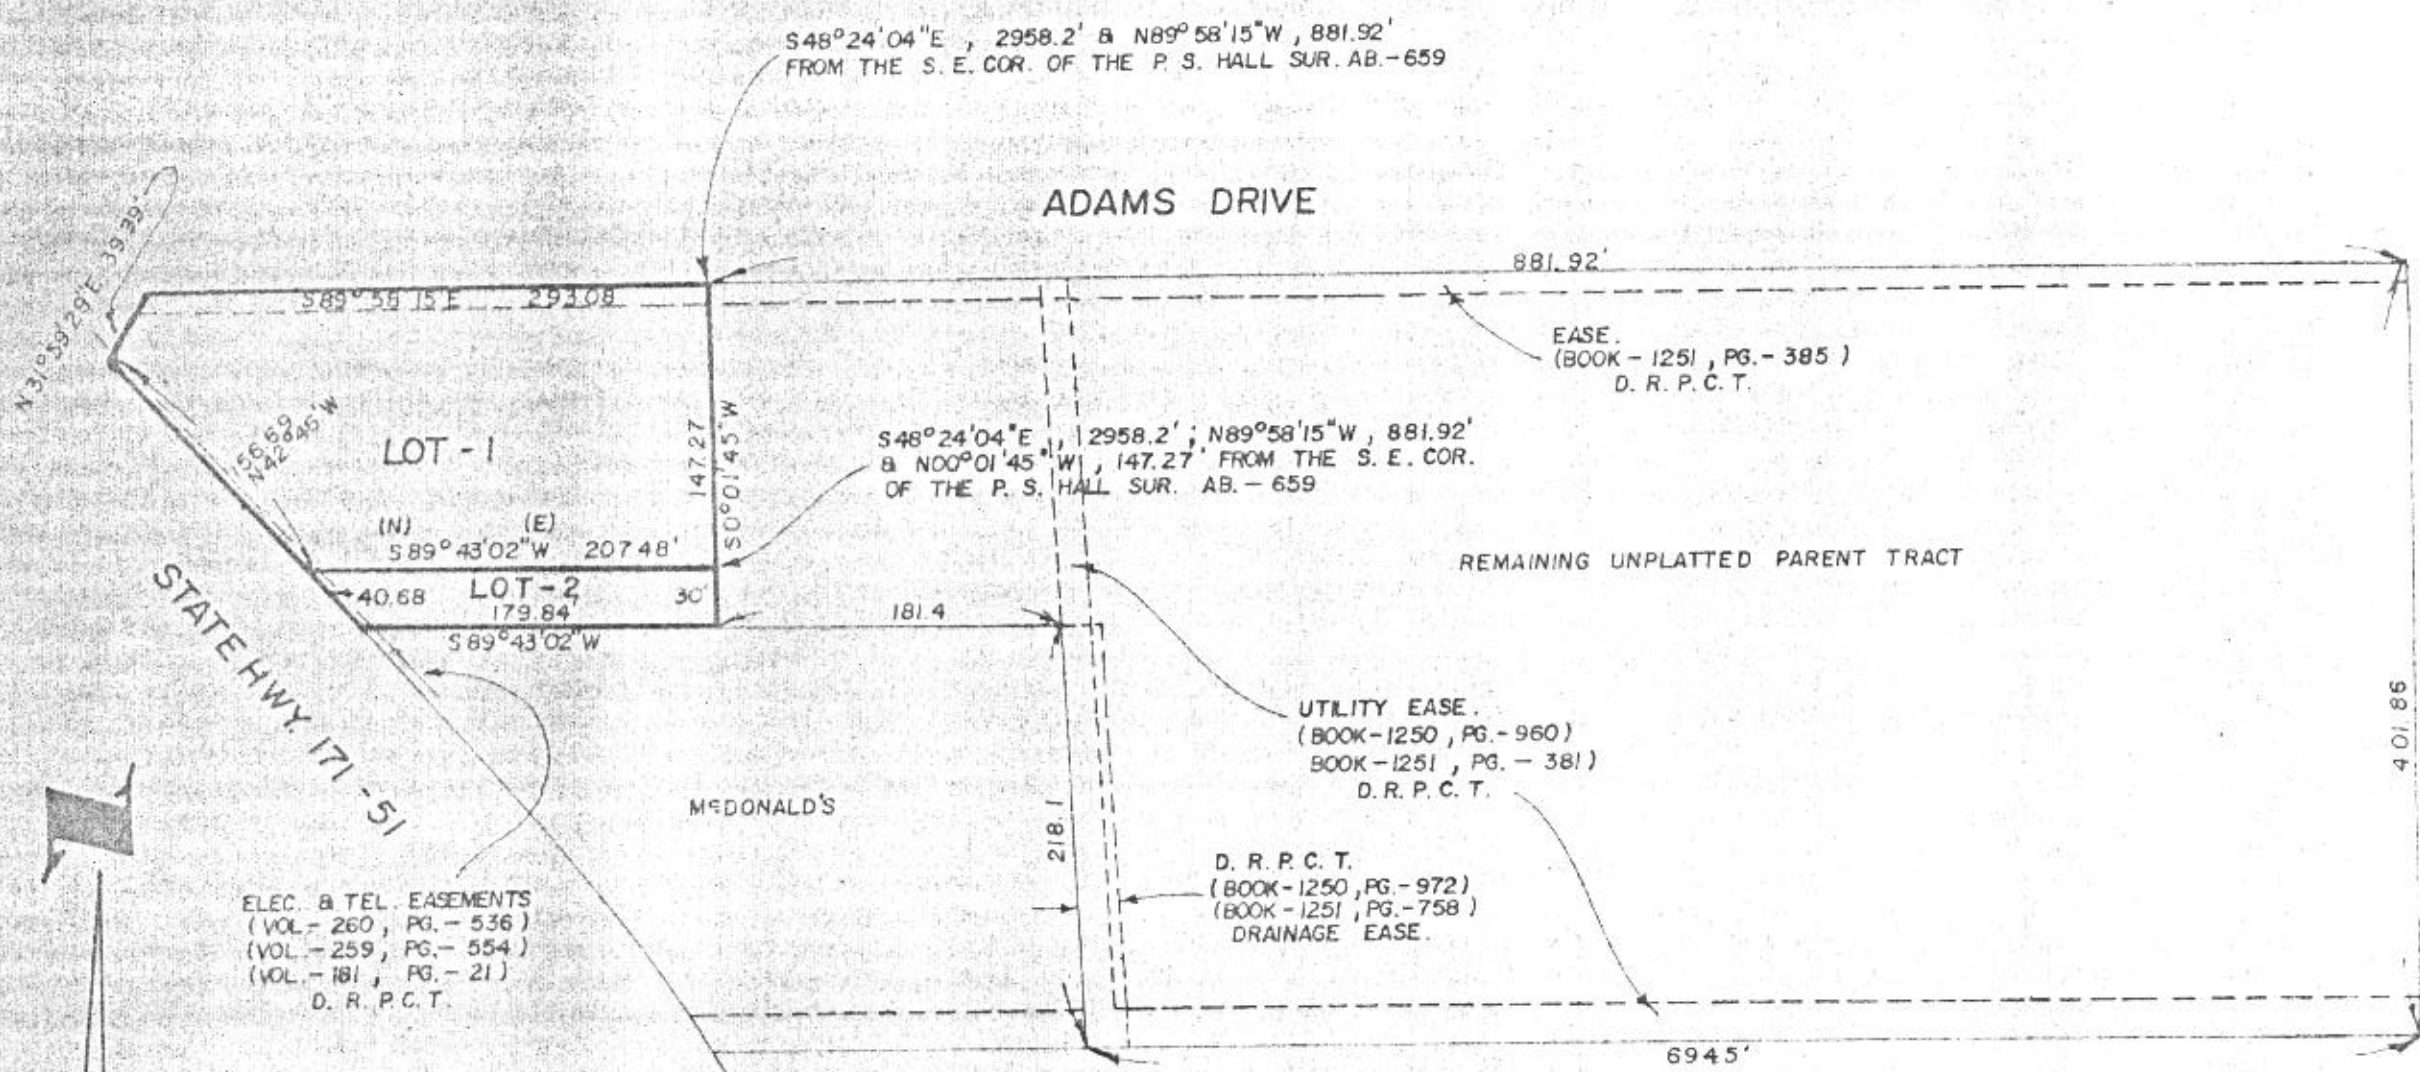 S48°24'04"E , 2958.2' & N89°58'15"W , 881.92'
FROM THE S. E. COR. OF THE P. S. HALL SUR. AB.-659
ADAMS DRIVE
881.92'
N31°59'29"E, 39.39'
S89°58'15"E 293.08
EASE.
(BOOK-1251, PG.-385)
D. R. P. C. T.
N42°46' W
LOT-1
147.27
S0°01'45"W
S48°24'04"E , 2958.2' ; N89°58'15"W , 881.92'
& N00°01'45"W , 147.27' FROM THE S. E. COR.
OF THE P. S. HALL SUR. AB.-659
(N) (E)
S89°43'02"W 207.48'
REMAINING UNPLATTED PARENT TRACT
LOT-2
40.68
179.84'
30'
S89°43'02"W
181.4
STATE HWY. 171-51
401.86
UTILITY EASE.
(BOOK-1250, PG.-960)
BOOK-1251, PG.-381)
D. R. P. C. T.
McDONALD'S
218.1
D. R. P. C. T.
(BOOK-1250, PG.-972)
(BOOK-1251, PG.-758)
DRAINAGE EASE.
ELEC. & TEL. EASEMENTS
(VOL.-260, PG.-536)
(VOL.-259, PG.-554)
(VOL.-181, PG.-21)
D. R. P. C. T.
694.5'